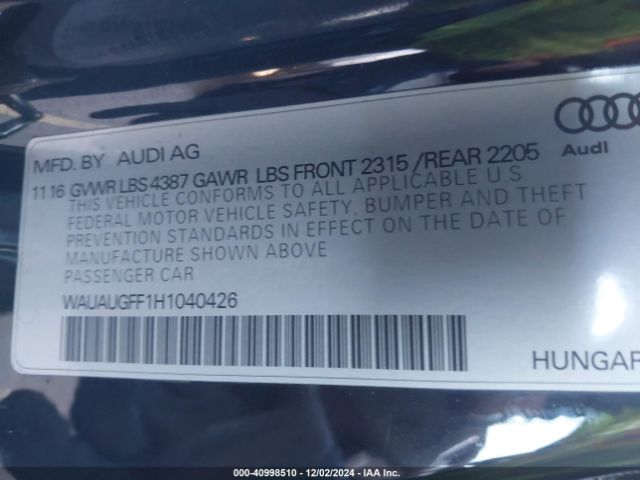 MFD. BY AUDI AG
Audi
11 16 GVWR LBS 4387 GAWR LBS FRONT 2315 /REAR 2205
THIS VEHICLE CONFORMS TO ALL APPLICABLE U S.
FEDERAL MOTOR VEHICLE SAFETY, BUMPER AND THEFT
PREVENTION STANDARDS IN EFFECT ON THE DATE OF
MANUFACTURE SHOWN ABOVE
PASSENGER CAR
WAUAUGFF1H1040426
HUNGAR
000-40998510 - 12/02/2024 - IAA Inc.